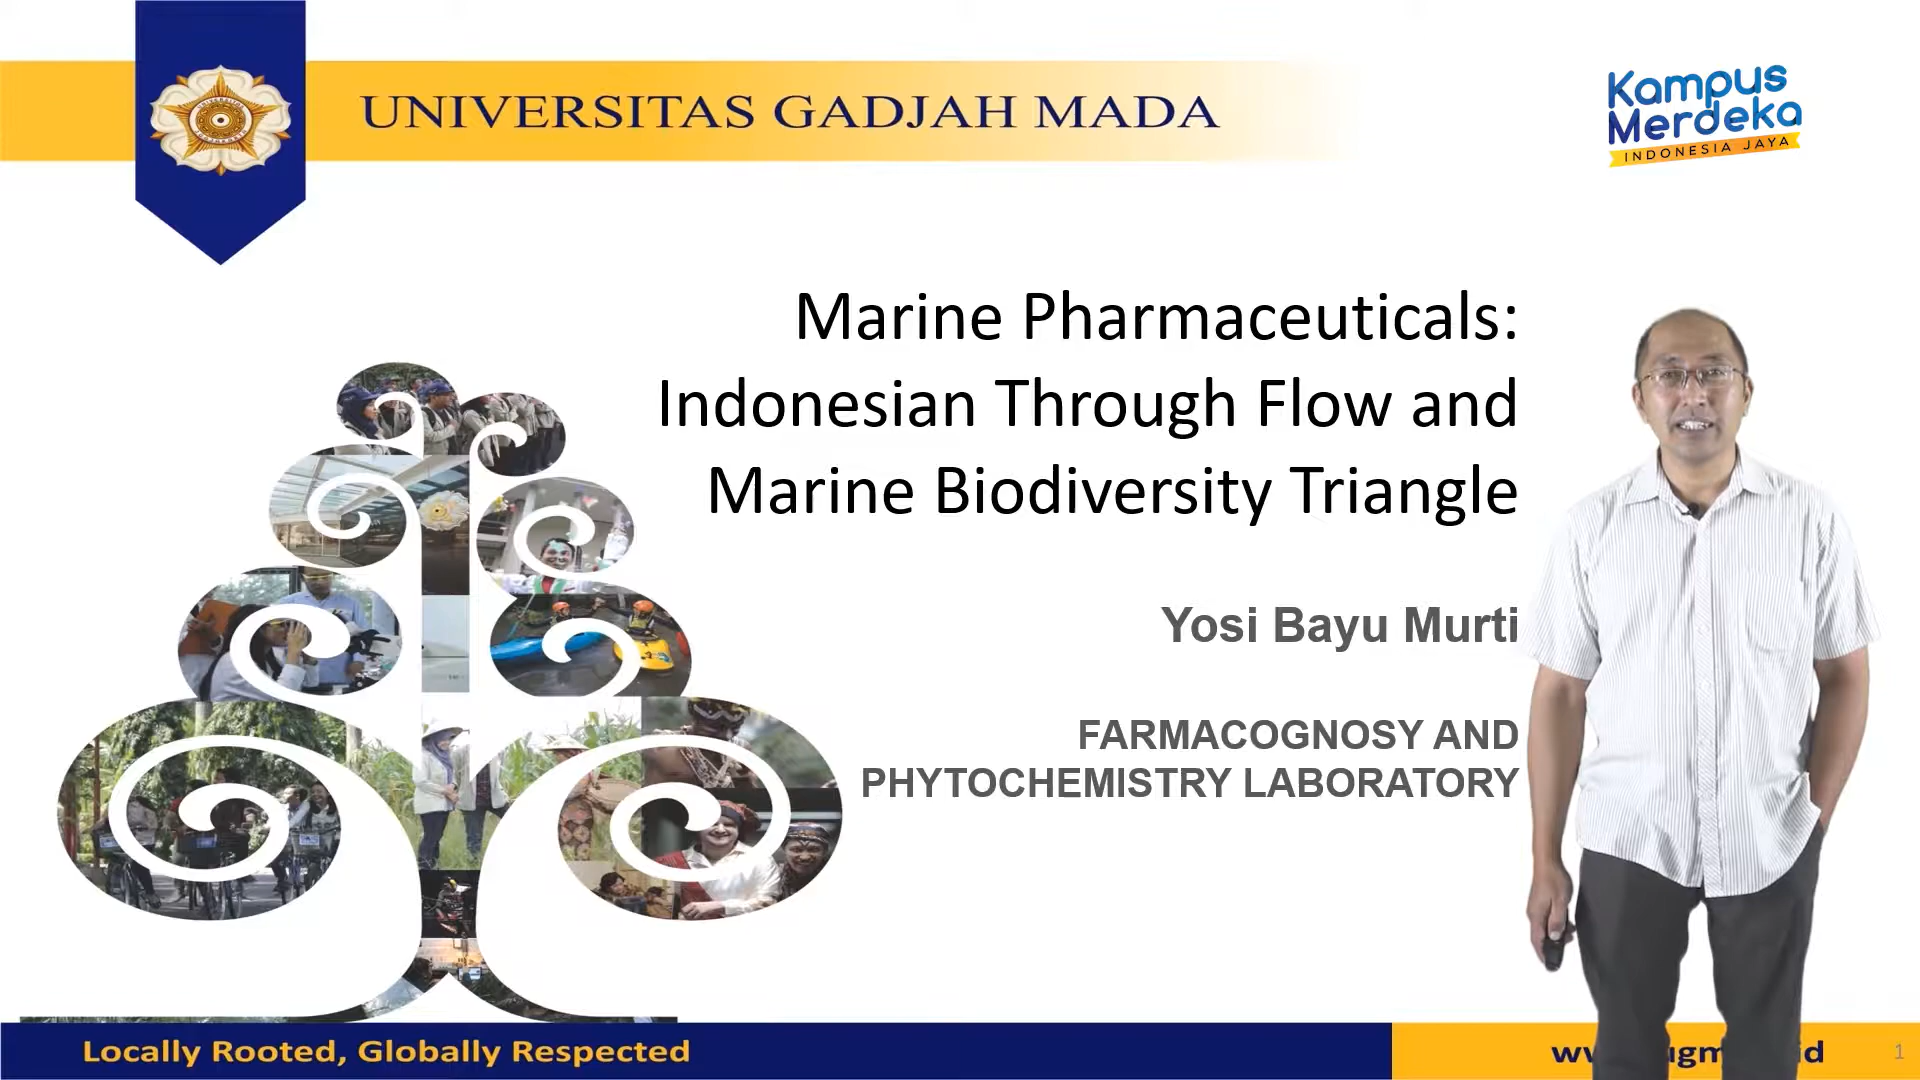 UNIVERSITAS GADJAH MADA
Kampus
Merdeka
INDONESIA JAYA
Marine Pharmaceuticals:
Indonesian Through Flow and
Marine Biodiversity Triangle
Yosi Bayu Murti
FARMACOGNOSY AND
PHYTOCHEMISTRY LABORATORY
Locally Rooted, Globally Respected
1